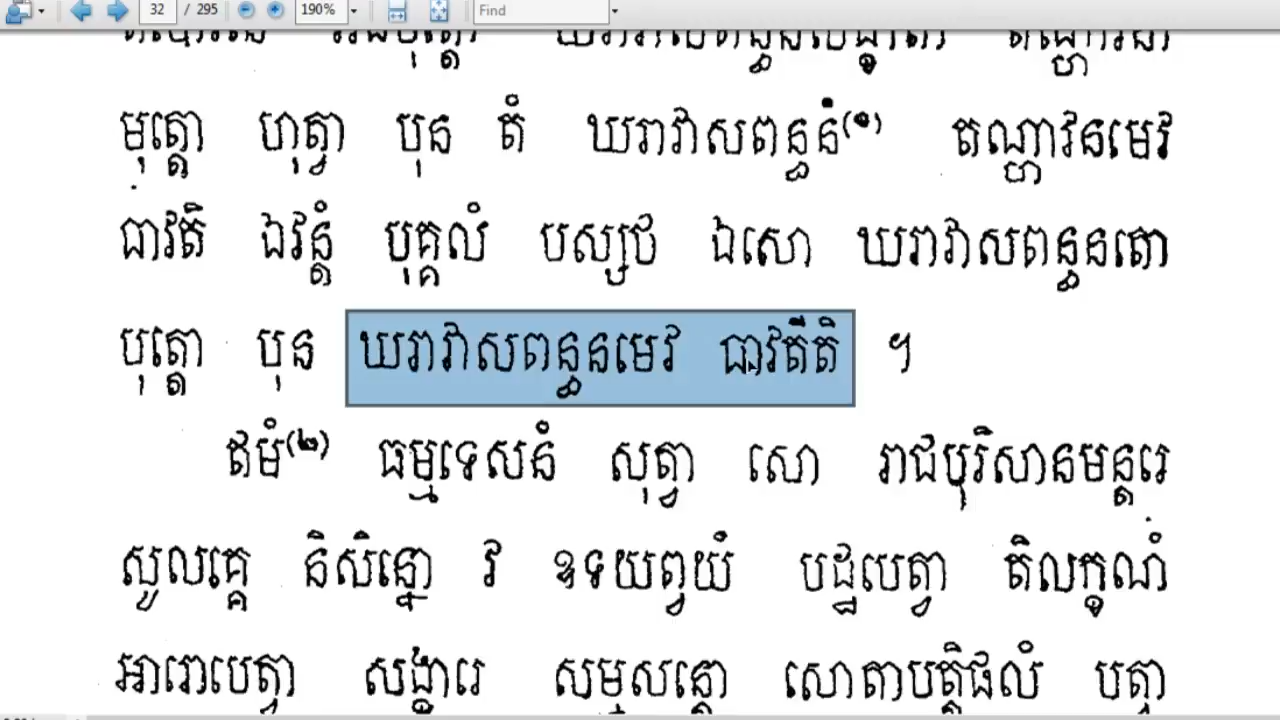 32 / 295 190% Find
មុត្តោ ហុត្វា បុន តំ ឃរាវាសពន្ធនំ(១) តណ្ហាវនមេវ
ធាវតិ ឯវន្តំ បុគ្គលំ បស្សថ ឯសោ ឃរាវាសពន្ធនតោ
បុត្តោ បុន ឃរាវាសពន្ធនមេវ ធាវតីតិ ។
ឥមំ(២) ធម្មទេសនំ សុត្វា សោ រាជបុរិសានមន្តរេ
សូលគ្គេ និសិន្នោ វ ឧទយព្វយំ បដ្ឋបេត្វា តិលក្ខណំ
អារោបេត្វា សង្ខារេ សម្មសន្តោ សោតាបត្តិផលំ បត្វា